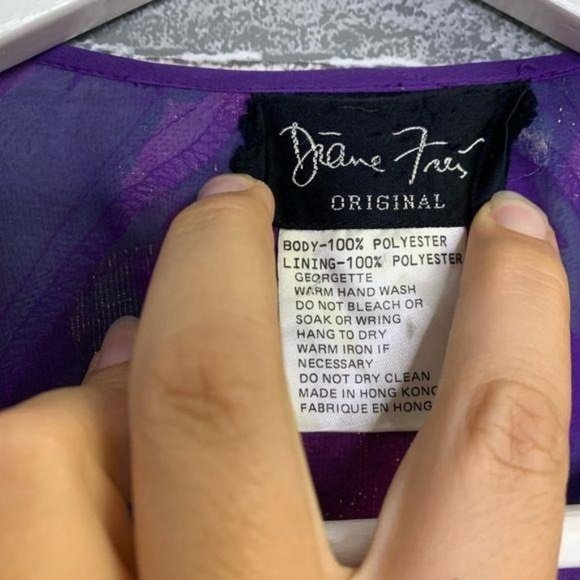 Diane Freis
ORIGINAL
BODY-100% POLYESTER
LINING-100% POLYESTER
GEORGETTE
WARM HAND WASH
DO NOT BLEACH OR
SOAK OR WRING
HANG TO DRY
WARM IRON IF
NECESSARY
DO NOT DRY CLEAN
MADE IN HONG KONG
FABRIQUE EN HONG